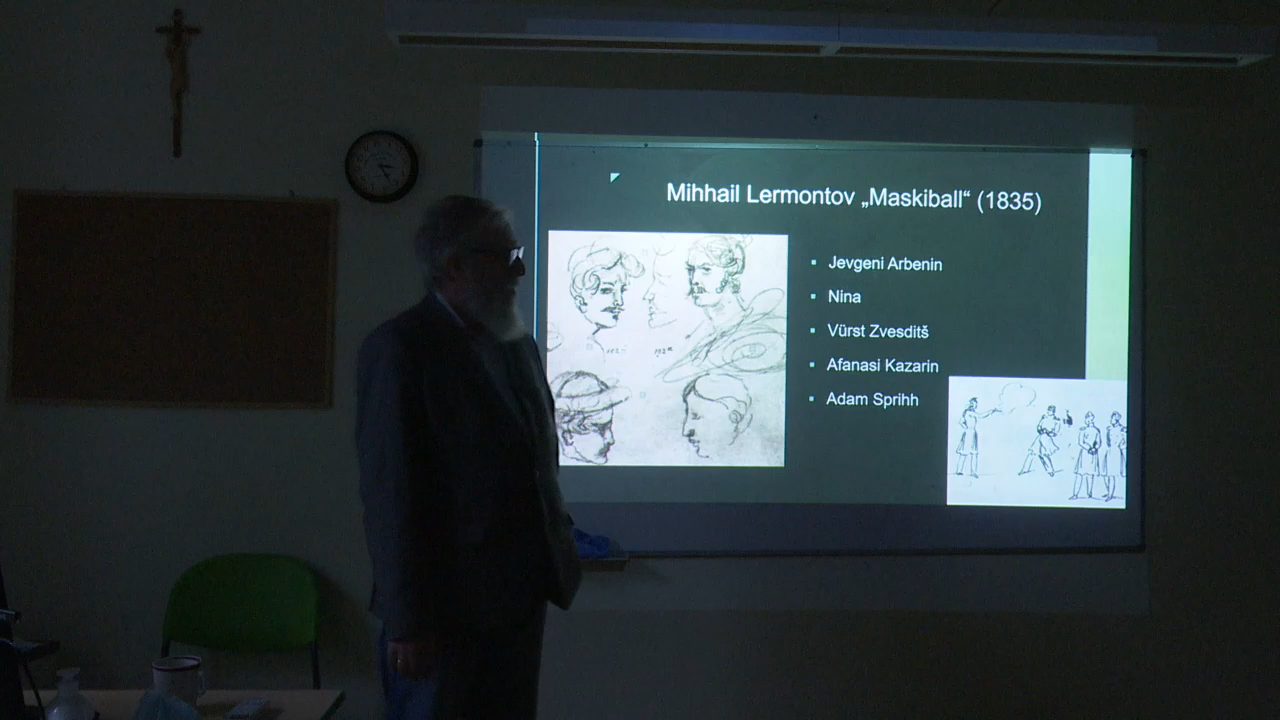 Mihhail Lermontov „Maskiball“ (1835)
Jevgeni Arbenin
Nina
Vürst Zvesditš
Afanasi Kazarin
Adam Sprihh